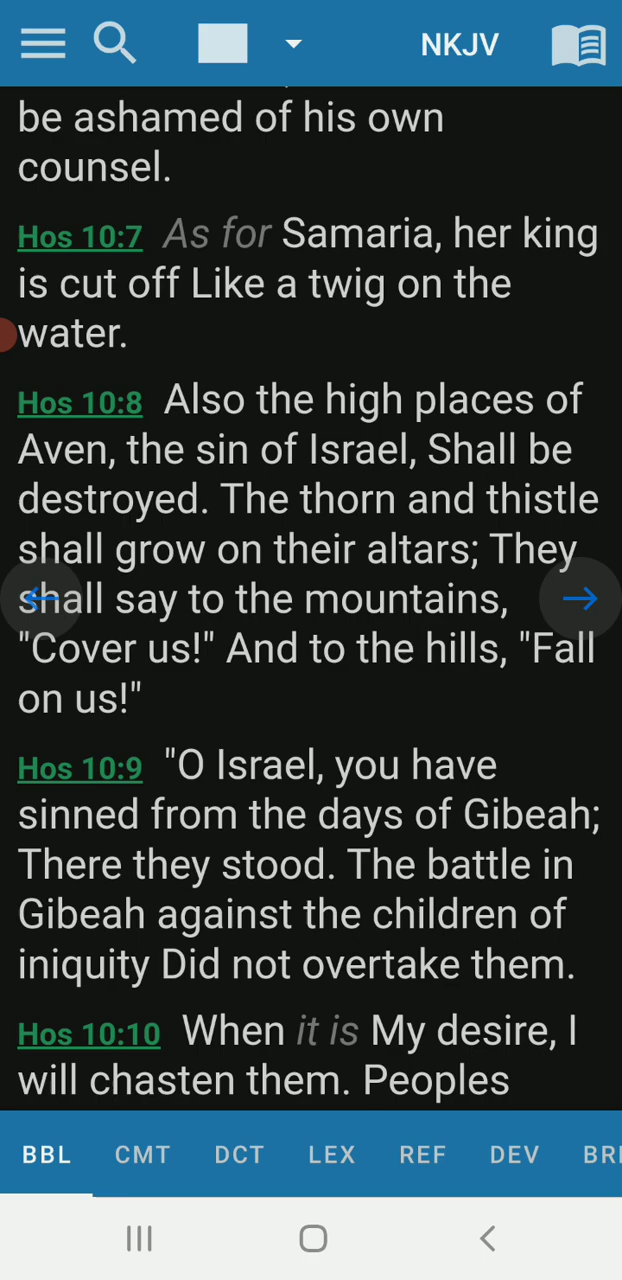 NKJV
be ashamed of his own
counsel.
Hos 10:7 As for Samaria, her king
is cut off Like a twig on the
water.
Hos 10:8 Also the high places of
Aven, the sin of Israel, Shall be
destroyed. The thorn and thistle
shall grow on their altars; They
shall say to the mountains,
"Cover us!" And to the hills, "Fall
on us!"
Hos 10:9 "O Israel, you have
sinned from the days of Gibeah;
There they stood. The battle in
Gibeah against the children of
iniquity Did not overtake them.
Hos 10:10 When it is My desire, I
will chasten them. Peoples
BBL CMT DCT LEX REF DEV BRI